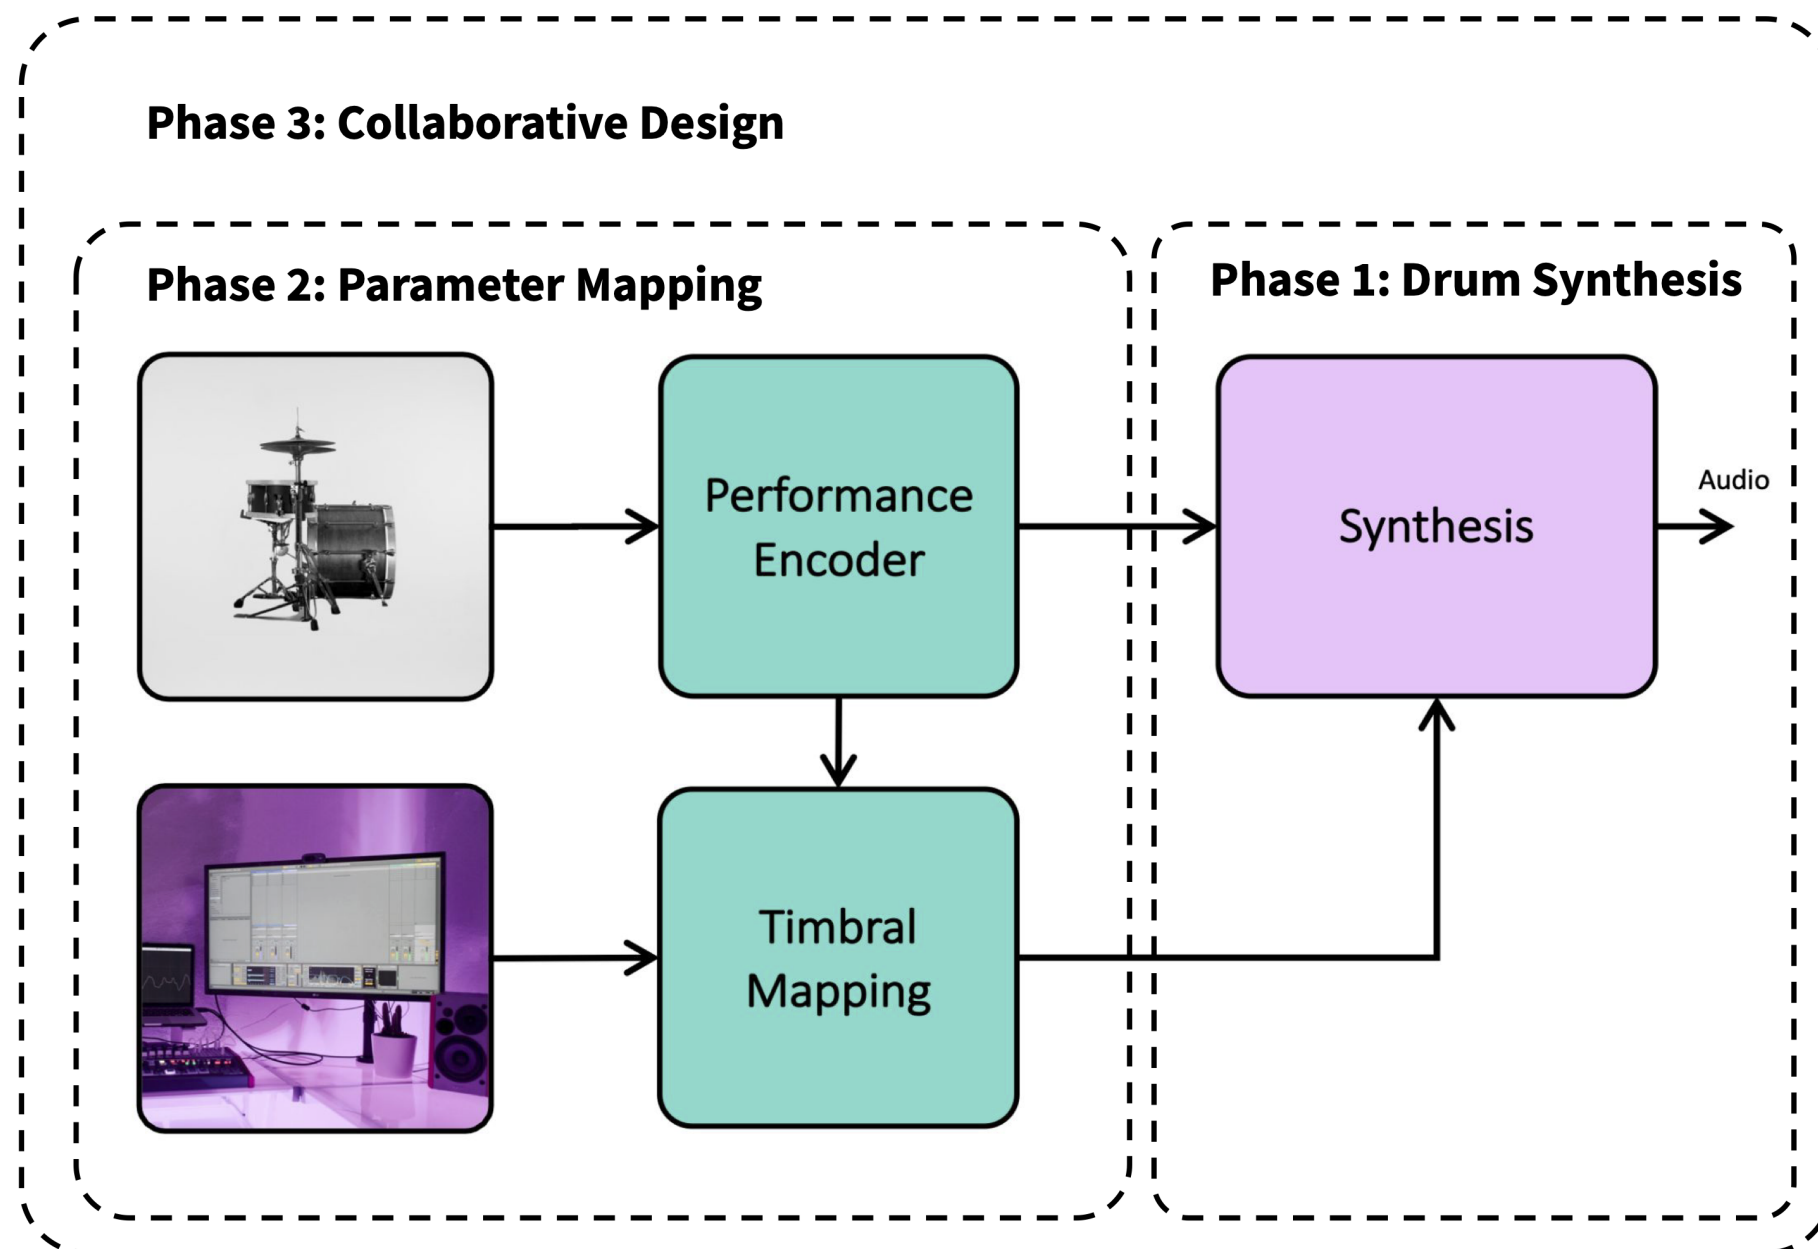 Phase 3: Collaborative Design
Phase 2: Parameter Mapping
Phase 1: Drum Synthesis
Performance
Encoder
Synthesis
Audio
Timbral
Mapping